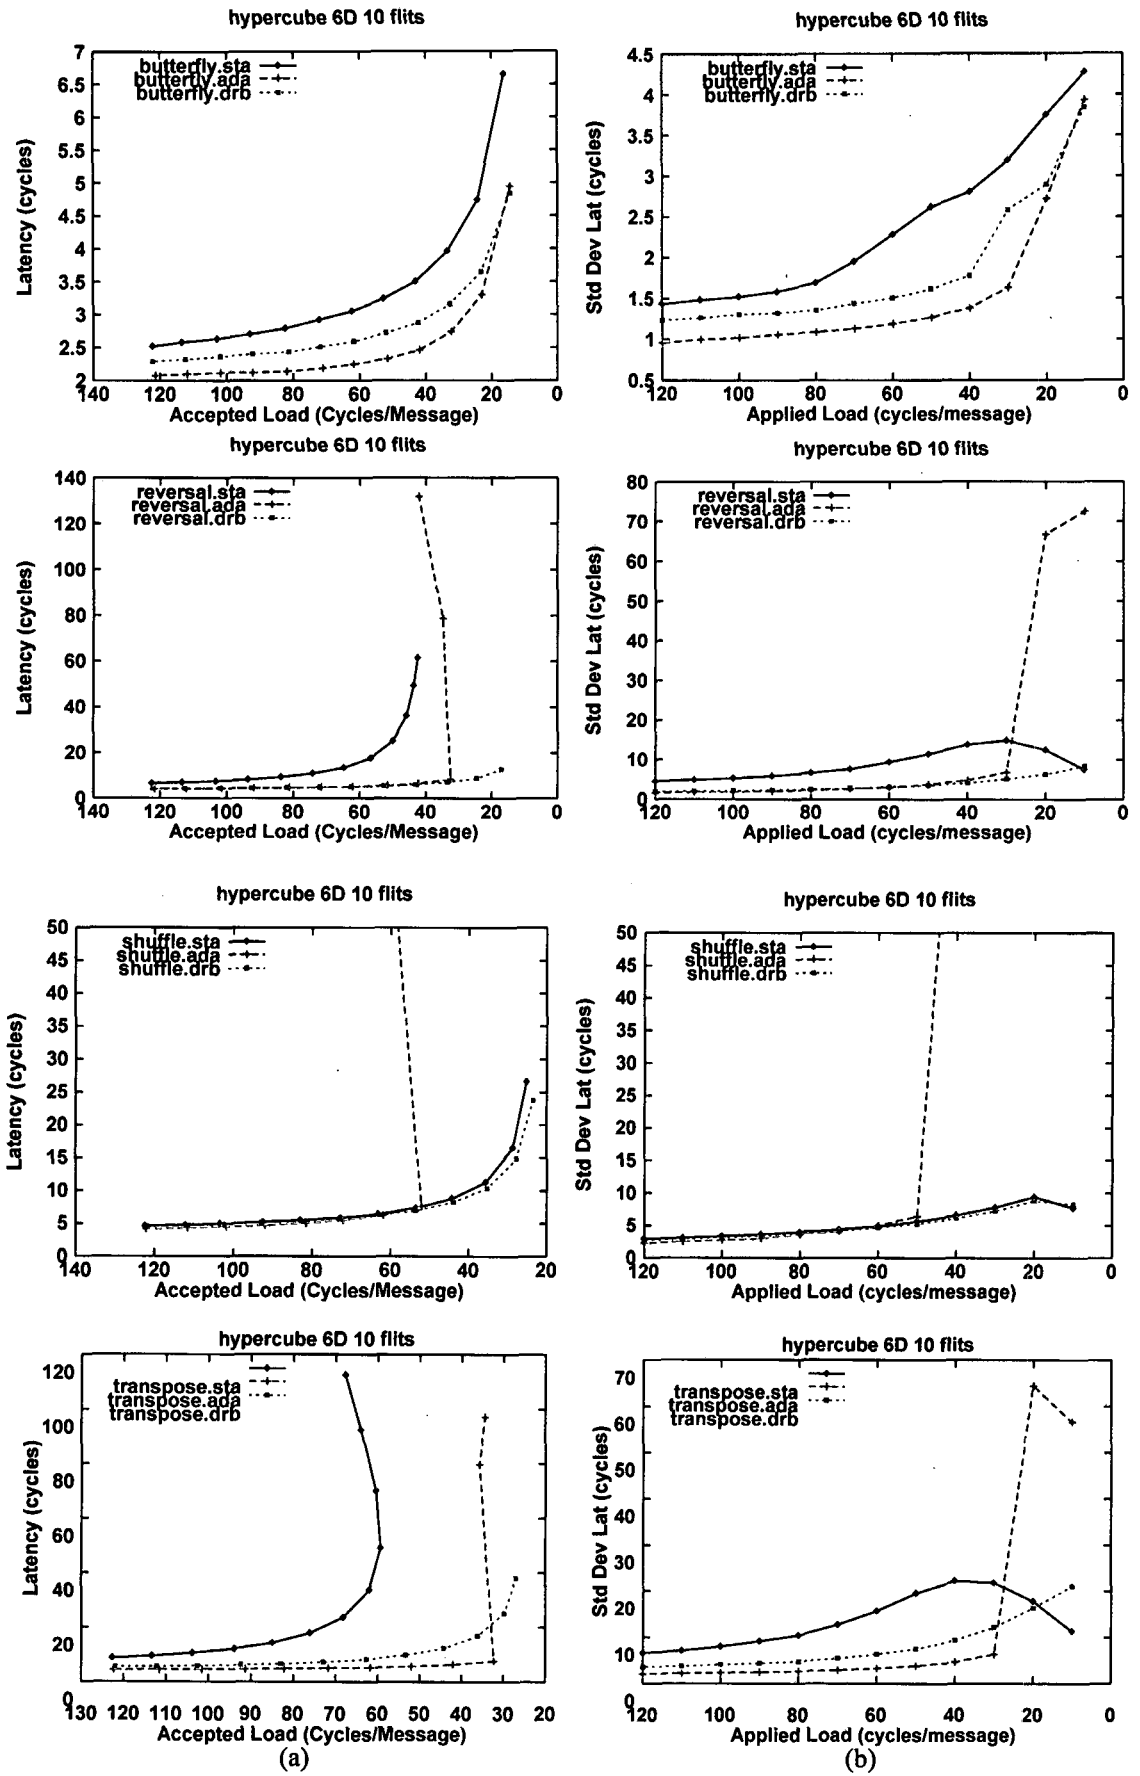 hypercube 6D 10 flits
Latency (cycles)
7
6.5
6
5.5
5
4.5
4
3.5
3
2.5
2
butterfly.sta
butterfly.ada
butterfly.drb
140 120 100 80 60 40 20 0
Accepted Load (Cycles/Message)
hypercube 6D 10 flits
Std Dev Lat (cycles)
4.5
4
3.5
3
2.5
2
1.5
1
0.5
butterfly.sta
butterfly.ada
butterfly.drb
120 100 80 60 40 20 0
Applied Load (cycles/message)
hypercube 6D 10 flits
Latency (cycles)
140
120
100
80
60
40
20
0
reversal.sta
reversal.ada
reversal.drb
140 120 100 80 60 40 20 0
Accepted Load (Cycles/Message)
hypercube 6D 10 flits
Std Dev Lat (cycles)
80
70
60
50
40
30
20
10
0
reversal.sta
reversal.ada
reversal.drb
120 100 80 60 40 20 0
Applied Load (cycles/message)
hypercube 6D 10 flits
Latency (cycles)
50
45
40
35
30
25
20
15
10
5
0
shuffle.sta
shuffle.ada
shuffle.drb
140 120 100 80 60 40 20
Accepted Load (Cycles/Message)
hypercube 6D 10 flits
Std Dev Lat (cycles)
50
45
40
35
30
25
20
15
10
5
0
shuffle.sta
shuffle.ada
shuffle.drb
120 100 80 60 40 20 0
Applied Load (cycles/message)
hypercube 6D 10 flits
Latency (cycles)
120
100
80
60
40
20
0
transpose.sta
transpose.ada
transpose.drb
130 120 110 100 90 80 70 60 50 40 30 20
Accepted Load (Cycles/Message)
(a)
hypercube 6D 10 flits
Std Dev Lat (cycles)
70
60
50
40
30
20
10
0
transpose.sta
transpose.ada
transpose.drb
120 100 80 60 40 20 0
Applied Load (cycles/message)
(b)